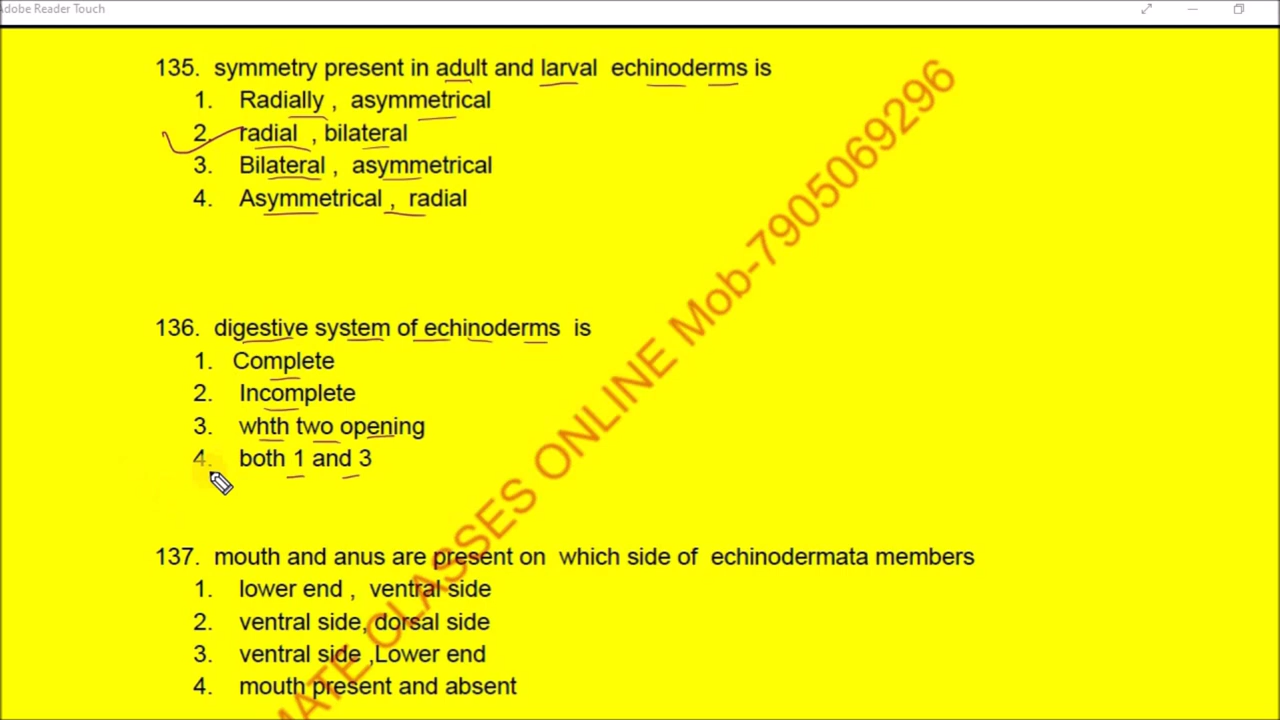 Adobe Reader Touch
135. symmetry present in adult and larval echinoderms is
1. Radially , asymmetrical
2. radial , bilateral
3. Bilateral , asymmetrical
4. Asymmetrical , radial
136. digestive system of echinoderms is
1. Complete
2. Incomplete
3. whth two opening
4. both 1 and 3
137. mouth and anus are present on which side of echinodermata members
1. lower end , ventral side
2. ventral side, dorsal side
3. ventral side ,Lower end
4. mouth present and absent
MATE CLASSES ONLINE Mob-7905069296